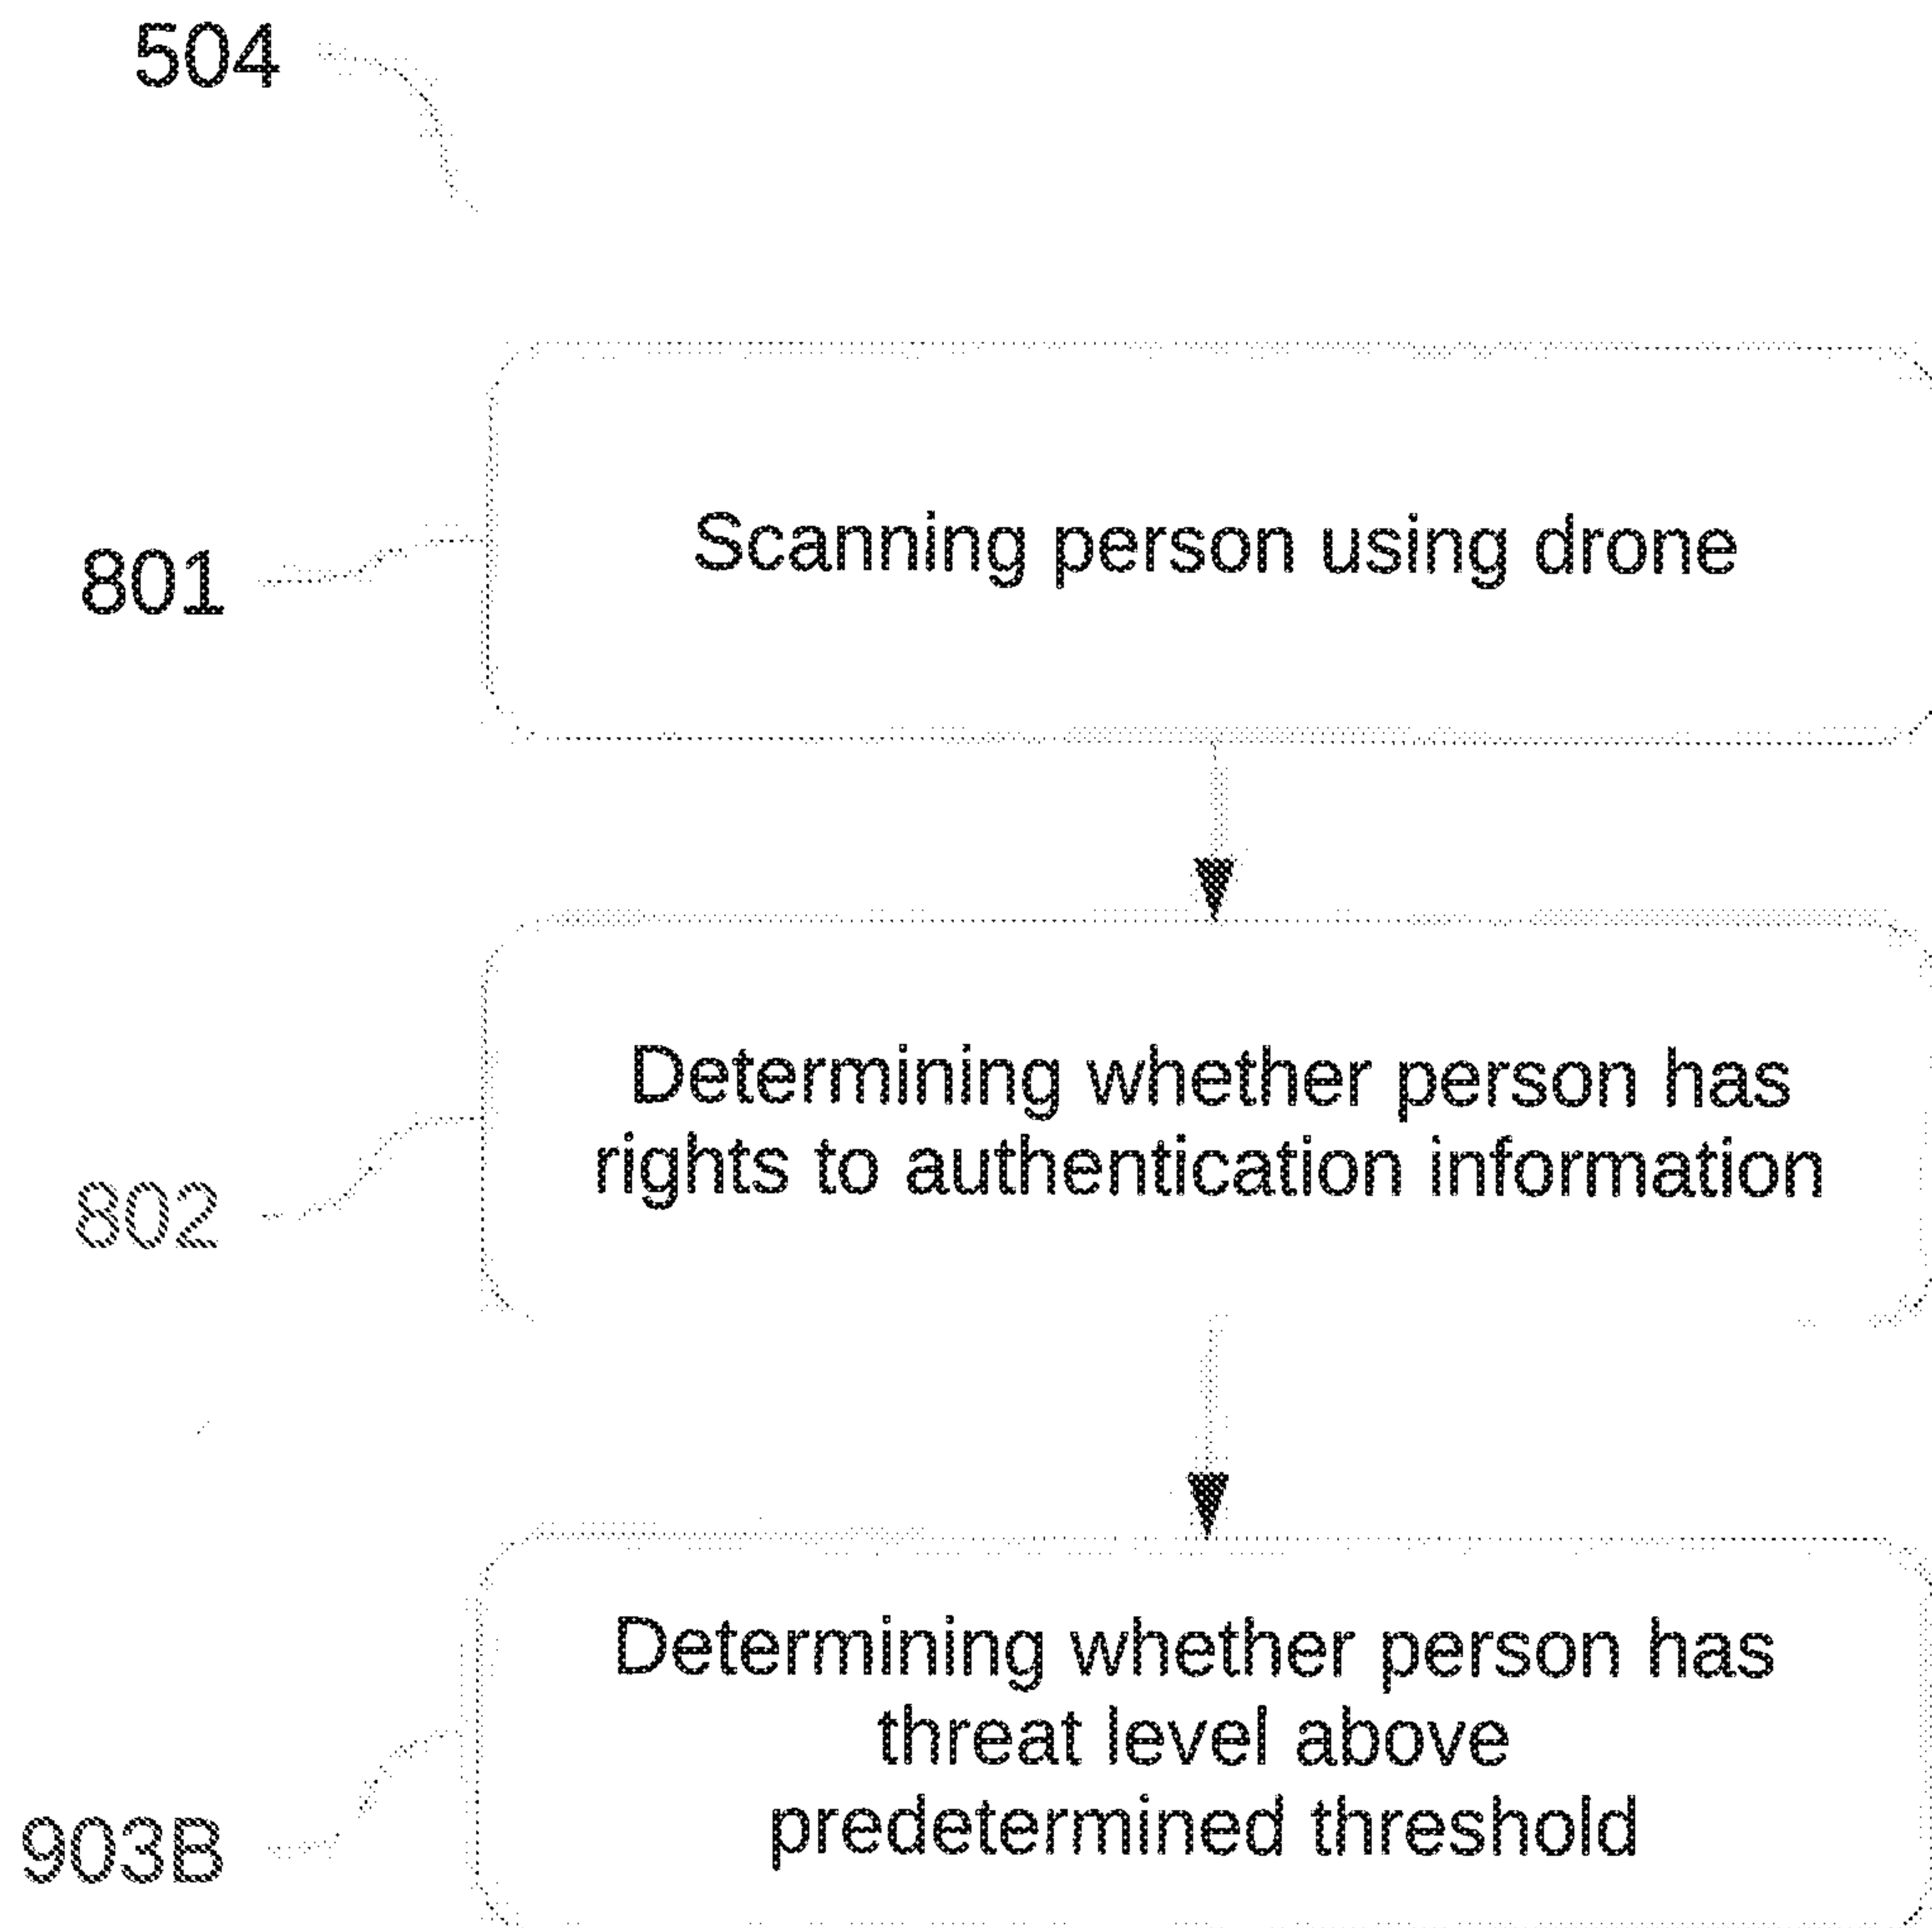 504
801
Scanning person using drone
802
Determining whether person has
rights to authentication information
903B
Determining whether person has
threat level above
predetermined threshold